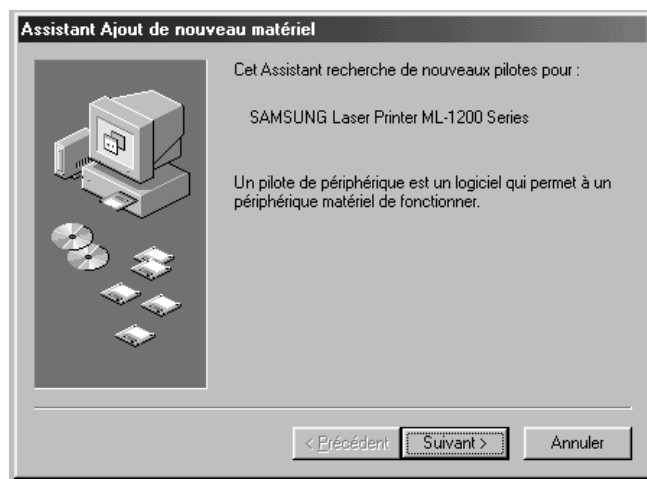 Assistant Ajout de nouveau matériel
Cet Assistant recherche de nouveaux pilotes pour :
SAMSUNG Laser Printer ML-1200 Series
Un pilote de périphérique est un logiciel qui permet à un
périphérique matériel de fonctionner.
< Précédent Suivant > Annuler